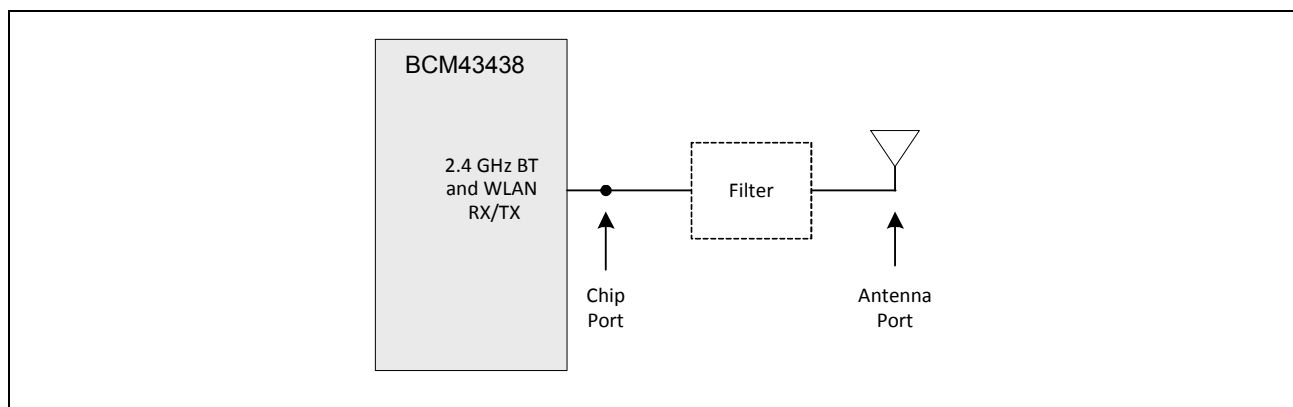 BCM43438
2.4 GHz BT
and WLAN
RX/TX
Filter
Chip
Port
Antenna
Port